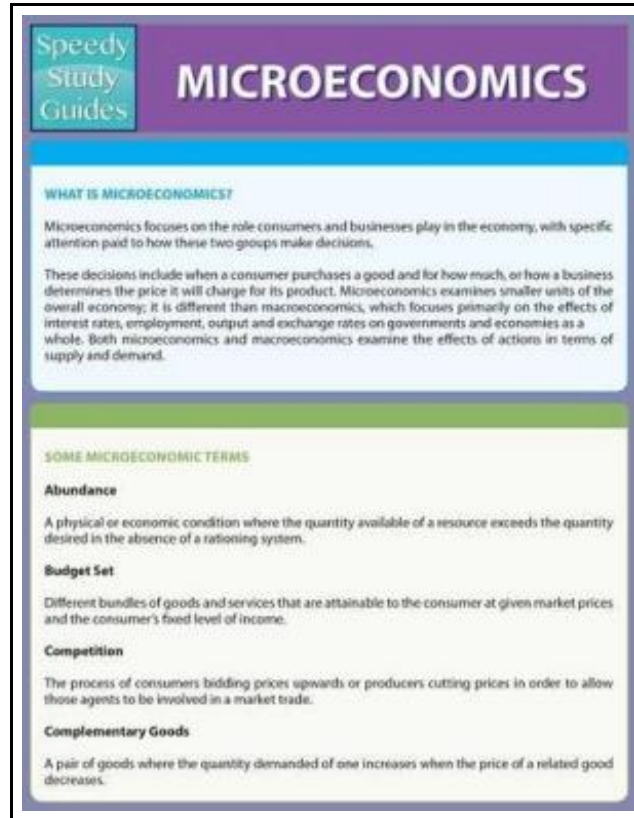 Speedy
Study
Guides
MICROECONOMICS
WHAT IS MICROECONOMICS?
Microeconomics focuses on the role consumers and businesses play in the economy, with specific
attention paid to how these two groups make decisions.
These decisions include when a consumer purchases a good and for how much, or how a business
determines the price it will charge for its product. Microeconomics examines smaller units of the
overall economy; it is different than macroeconomics, which focuses primarily on the effects of
interest rates, employment, output and exchange rates on governments and economies as a
whole. Both microeconomics and macroeconomics examine the effects of actions in terms of
supply and demand.
SOME MICROECONOMIC TERMS
Abundance
A physical or economic condition where the quantity available of a resource exceeds the quantity
desired in the absence of a rationing system.
Budget Set
Different bundles of goods and services that are attainable to the consumer at given market prices
and the consumer's fixed level of income.
Competition
The process of consumers bidding prices upwards or producers cutting prices in order to allow
those agents to be involved in a market trade.
Complementary Goods
A pair of goods where the quantity demanded of one increases when the price of a related good
decreases.